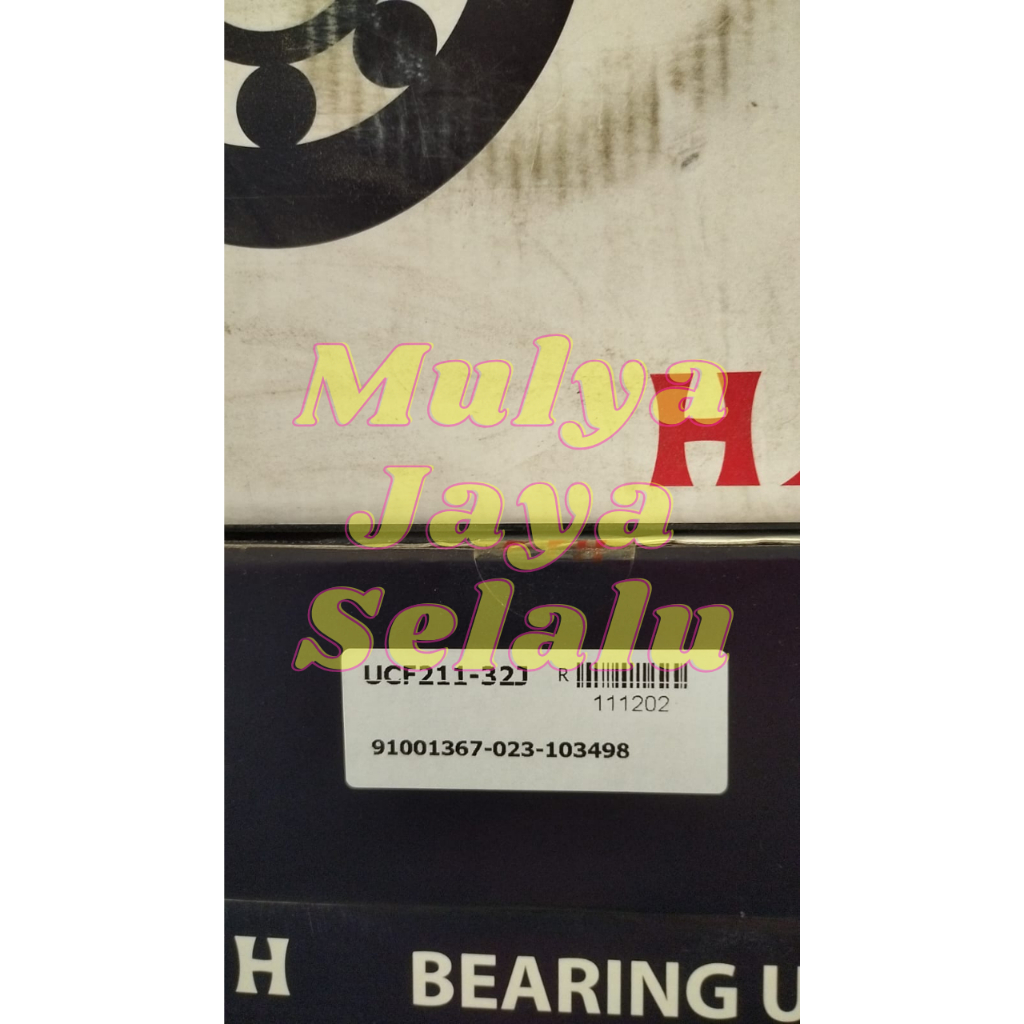 H
Mulya
Jaya
Selalu
UCF211-32J R
111202
91001367-023-103498
H BEARING U